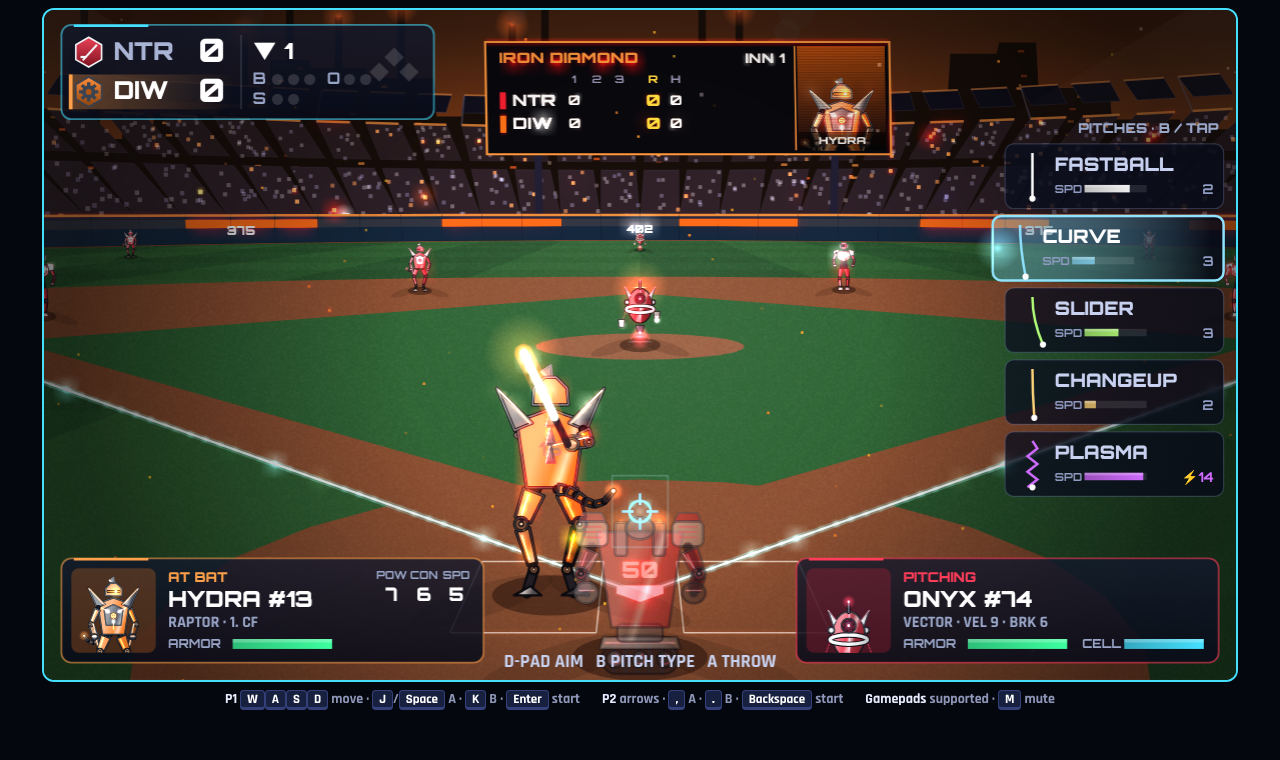 NTR 0 ▼ 1
DIW 0 B O
S
IRON DIAMOND INN 1
1 2 3 R H
NTR 0 0 0
DIW 0 0 0
HYDRA
PITCHES · B / TAP
FASTBALL
SPD 2
375
402
375
CURVE
SPD 3
SLIDER
SPD 3
CHANGEUP
SPD 2
PLASMA
SPD ⚡14
50
AT BAT
POW CON SPD
HYDRA #13 7 6 5
RAPTOR · 1. CF
ARMOR
PITCHING
ONYX #74
VECTOR · VEL 9 · BRK 6
ARMOR CELL
D-PAD AIM B PITCH TYPE A THROW
P1 W A S D move · J / Space A · K B · Enter start P2 arrows · , A · . B · Backspace start Gamepads supported · M mute